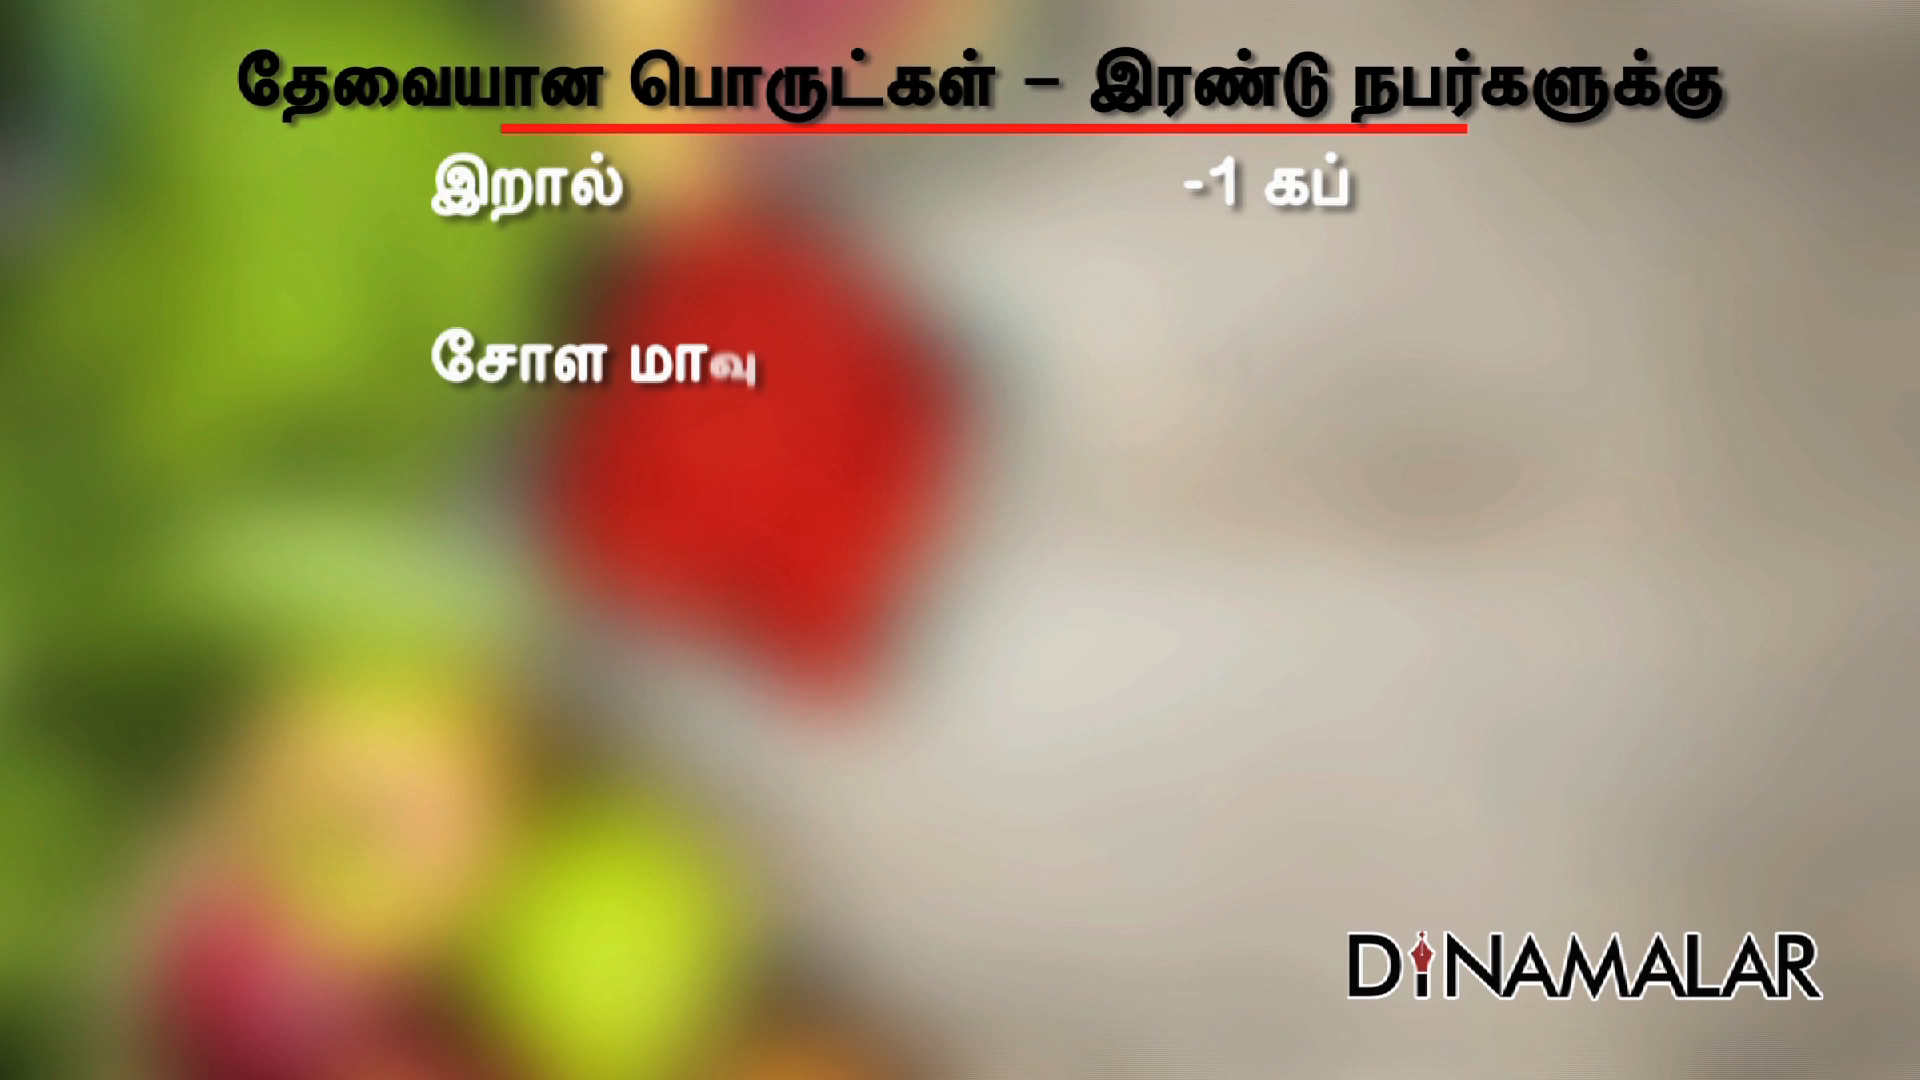 தேவையான பொருட்கள் – இரண்டு நபர்களுக்கு
இறால் -1 கப்
சோள மாவு
DINAMALAR